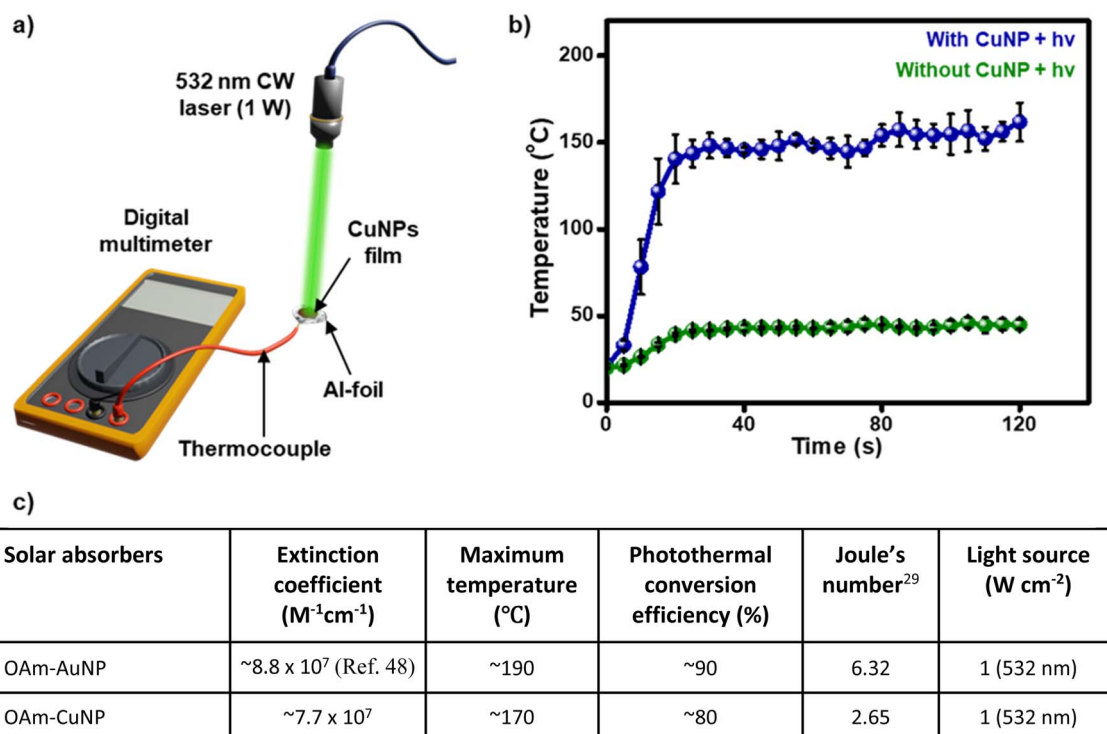 a)
532 nm CW
laser (1 W)
CuNPs
film
Digital
multimeter
Al-foil
Thermocouple
b)
With CuNP + hν
Without CuNP + hν
Temperature (°C)
200
150
100
50
0
0 40 80 120
Time (s)
c)
Solar absorbers
Extinction
coefficient
(M⁻¹cm⁻¹)
Maximum
temperature
(℃)
Photothermal
conversion
efficiency (%)
Joule’s
number²⁹
Light source
(W cm⁻²)
OAm-AuNP ~8.8 x 10⁷ (Ref. 48) ~190 ~90 6.32 1 (532 nm)
OAm-CuNP ~7.7 x 10⁷ ~170 ~80 2.65 1 (532 nm)